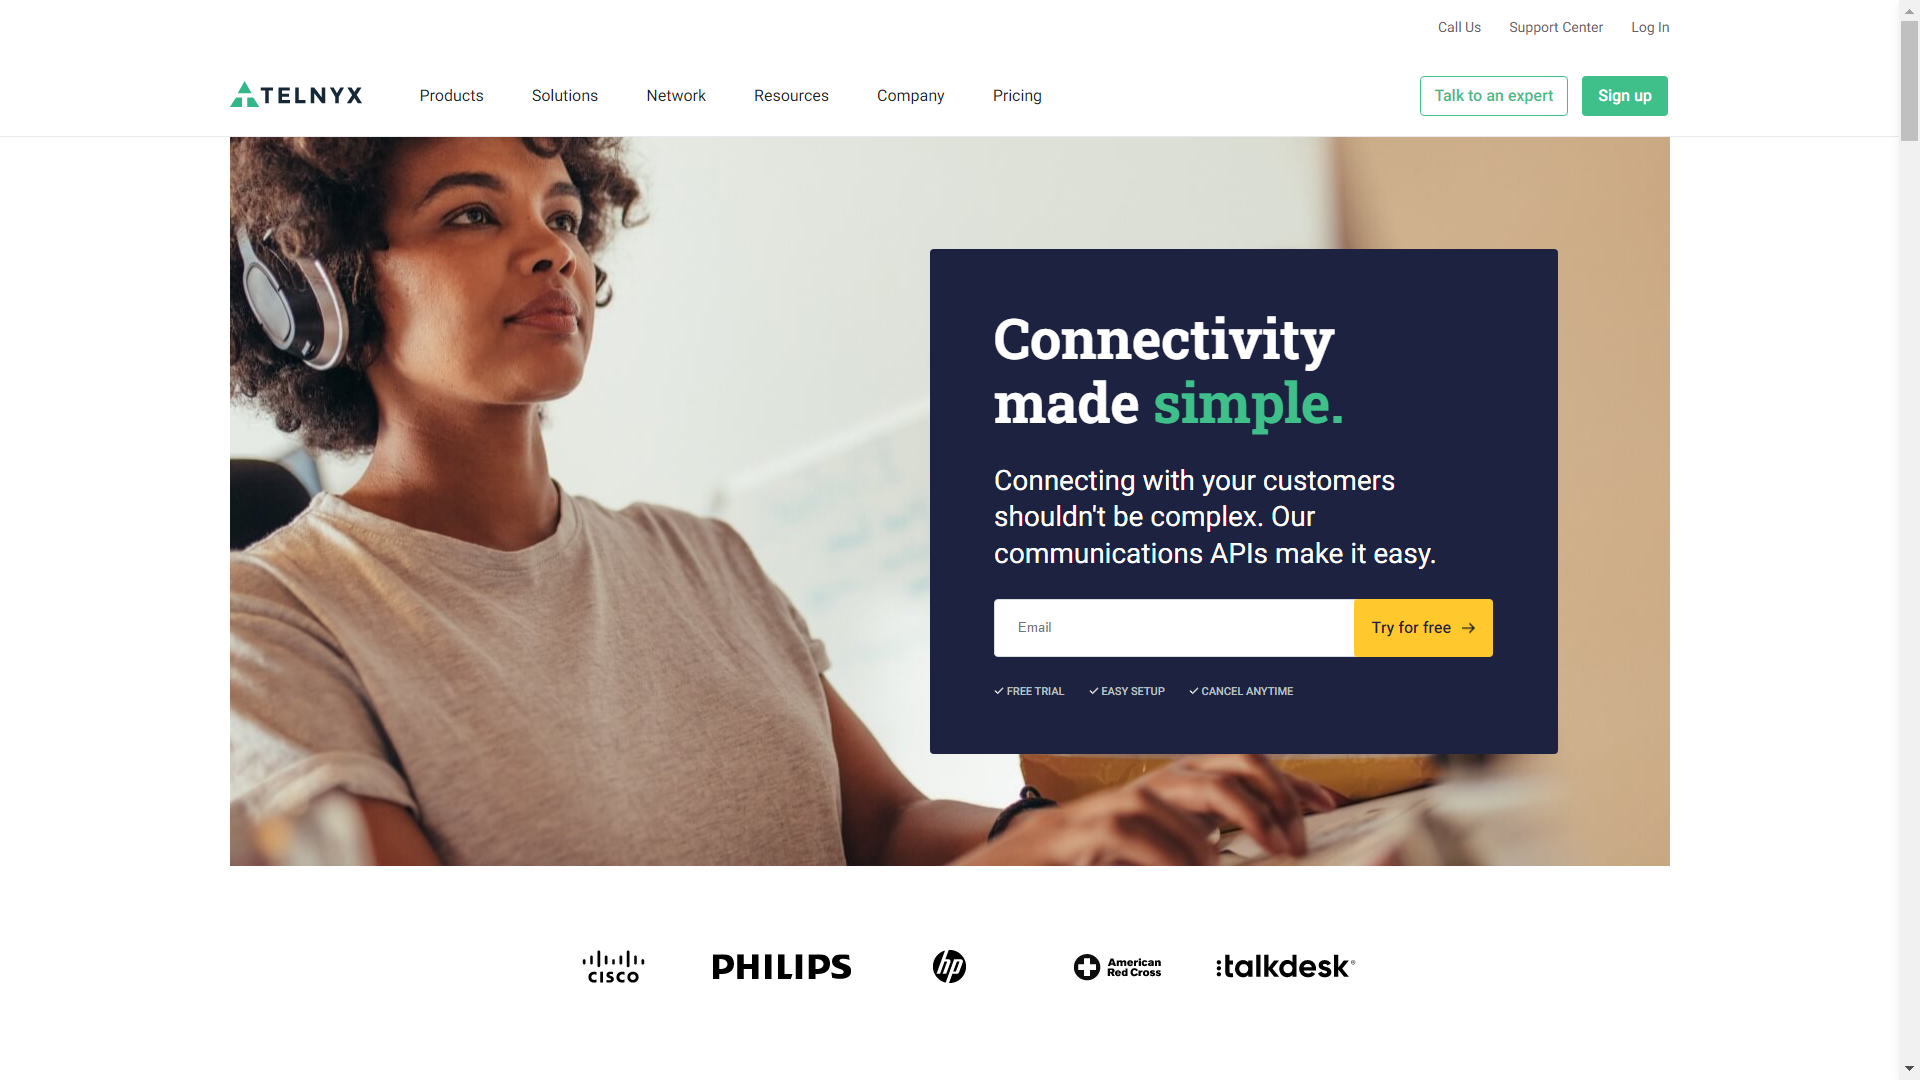 Call Us Support Center Log In
TELNYX Products Solutions Network Resources Company Pricing Talk to an expert Sign up
Connectivity
made simple.
Connecting with your customers
shouldn't be complex. Our
communications APIs make it easy.
Email Try for free →
✓ FREE TRIAL ✓ EASY SETUP ✓ CANCEL ANYTIME
CISCO PHILIPS hp American Red Cross :talkdesk®